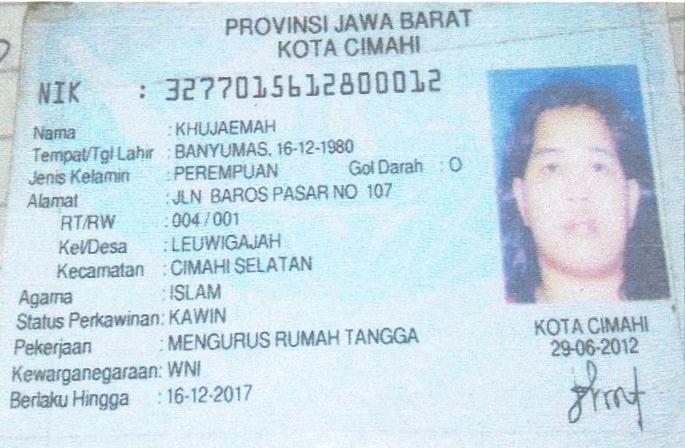 PROVINSI JAWA BARAT
KOTA CIMAHI
NIK : 3277015612800012
Nama : KHUJAEMAH
Tempat/Tgl Lahir : BANYUMAS, 16-12-1980
Jenis Kelamin : PEREMPUAN Gol Darah : O
Alamat : JLN BAROS PASAR NO 107
RT/RW : 004 / 001
Kel/Desa : LEUWIGAJAH
Kecamatan : CIMAHI SELATAN
Agama : ISLAM
Status Perkawinan: KAWIN
Pekerjaan : MENGURUS RUMAH TANGGA
Kewarganegaraan: WNI
Berlaku Hingga : 16-12-2017
KOTA CIMAHI
29-06-2012